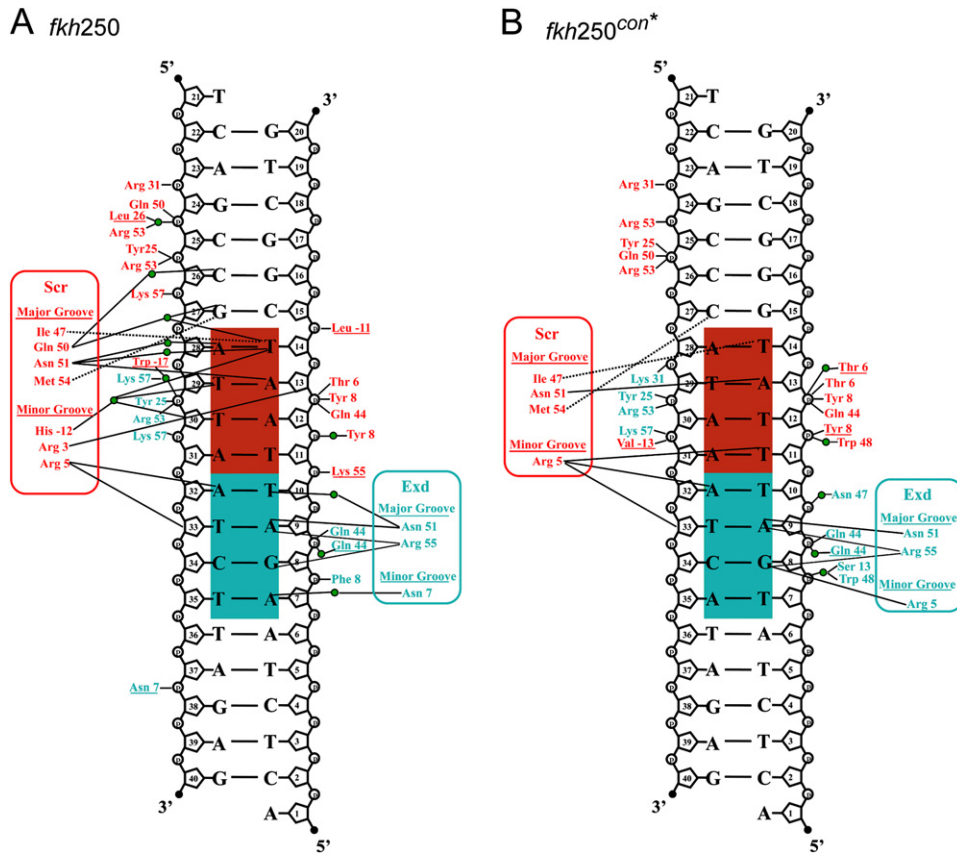 A fkh250
5’
3’
21 T
22 C G 20
23 A T 19
Arg 31
24 G C 18
Gln 50
Leu 26
Arg 53
25 C G 17
Tyr25
Arg 53
26 C G 16
Lys 57
27 G C 15
Leu -11
Scr
Major Groove
Ile 47
Gln 50
Asn 51
Met 54
Minor Groove
His -12
Arg 3
Arg 5
28 A T 14
Trp -17
Lys 57
29 T A 13
Thr 6
Tyr 8
Gln 44
Tyr 25
Arg 53
30 T A 12
Lys 57
Tyr 8
31 A T 11
Lys 55
32 A T 10
33 T A 9
Gln 44
Gln 44
34 C G 8
Phe 8
35 T A 7
Exd
Major Groove
Asn 51
Arg 55
Minor Groove
Asn 7
36 T A 6
37 A T 5
Asn 7
38 G C 4
39 A T 3
40 G C 2
3’
A 1
5’
B fkh250con*
5’
3’
21 T
22 C G 20
23 A T 19
Arg 31
24 G C 18
Arg 53
25 C G 17
Tyr 25
Gln 50
Arg 53
26 C G 16
27 C G 15
Scr
Major Groove
Ile 47
Asn 51
Met 54
Minor Groove
Arg 5
28 A T 14
Thr 6
Lys 31
29 T A 13
Thr 6
Tyr 8
Gln 44
Tyr 25
Arg 53
30 T A 12
Lys 57
Val -13
Tyr 8
Trp 48
31 A T 11
32 A T 10
Asn 47
33 T A 9
Gln 44
Gln 44
34 C G 8
Ser 13
Trp 48
35 A T 7
Exd
Major Groove
Asn 51
Arg 55
Minor Groove
Arg 5
36 T A 6
37 A T 5
38 G C 4
39 A T 3
40 G C 2
3’
A 1
5’